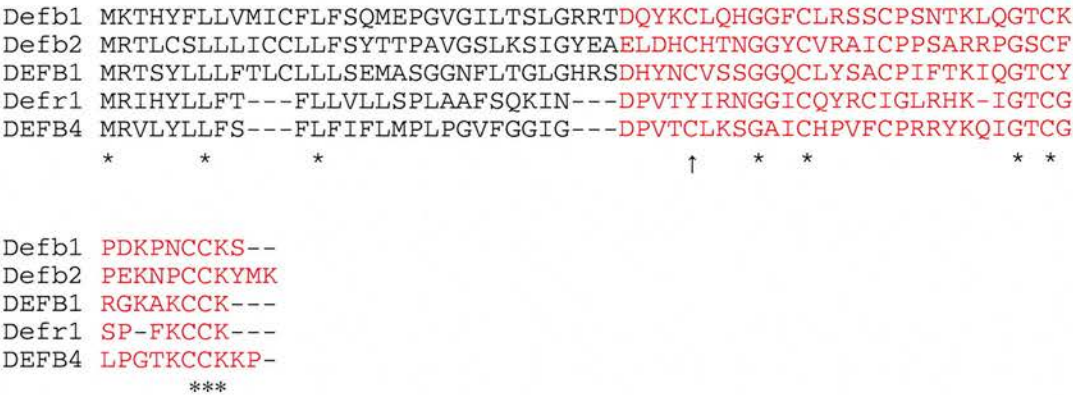 Defb1 MKTHYFLLVMICFLFSQMEPGVGILTSLGRRTDQYKCLQHGGFCLRSSCPSNTKLQGTCK
Defb2 MRTLCSLLLICCLLFSYTTPAVGSLKSIGYEAELDHCHTNGGYCVRAICPPSARRPGSCF
DEFB1 MRTSYLLLFTLCLLLSEMASGGNFLTGLGHRSDHYNCVSSGGQCLYSACPIFTKIQGTCY
Defr1 MRIHYLLFT---FLLVLLSPLAAFSQKIN---DPVTYIRNGGICQYRCIGLRHK-IGTCG
DEFB4 MRVLYLLFS---FLFIFLMPLPGVFGGIG---DPVTCLKSGAICHPVFCPRRYKQIGTCG
* * * ↑ * * * *
Defb1 PDKPNCCKS--
Defb2 PEKNPCCKYMK
DEFB1 RGKAKCCK---
Defr1 SP-FKCCK---
DEFB4 LPGTKCCKKP-
***